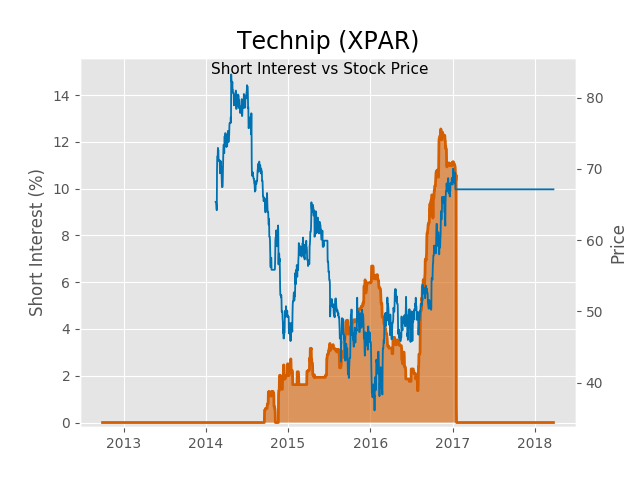 Technip (XPAR)
Short Interest vs Stock Price
Short Interest (%)
14
12
10
8
6
4
2
0
80
70
60
50
40
Price
2013 2014 2015 2016 2017 2018